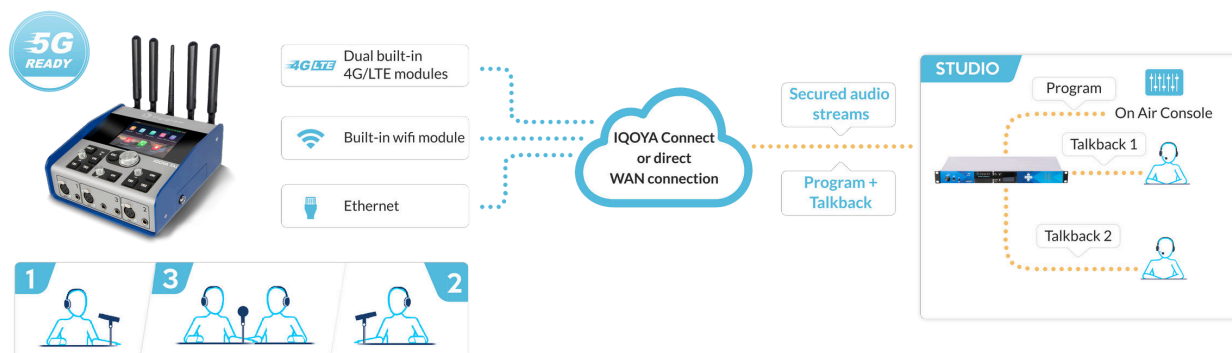 5G
READY
4G LTE
Dual built-in
4G/LTE modules
Built-in wifi module
Ethernet
IQOYA Connect
or direct
WAN connection
Secured audio
streams
Program +
Talkback
STUDIO
Program
On Air Console
Talkback 1
Talkback 2
1
3
2